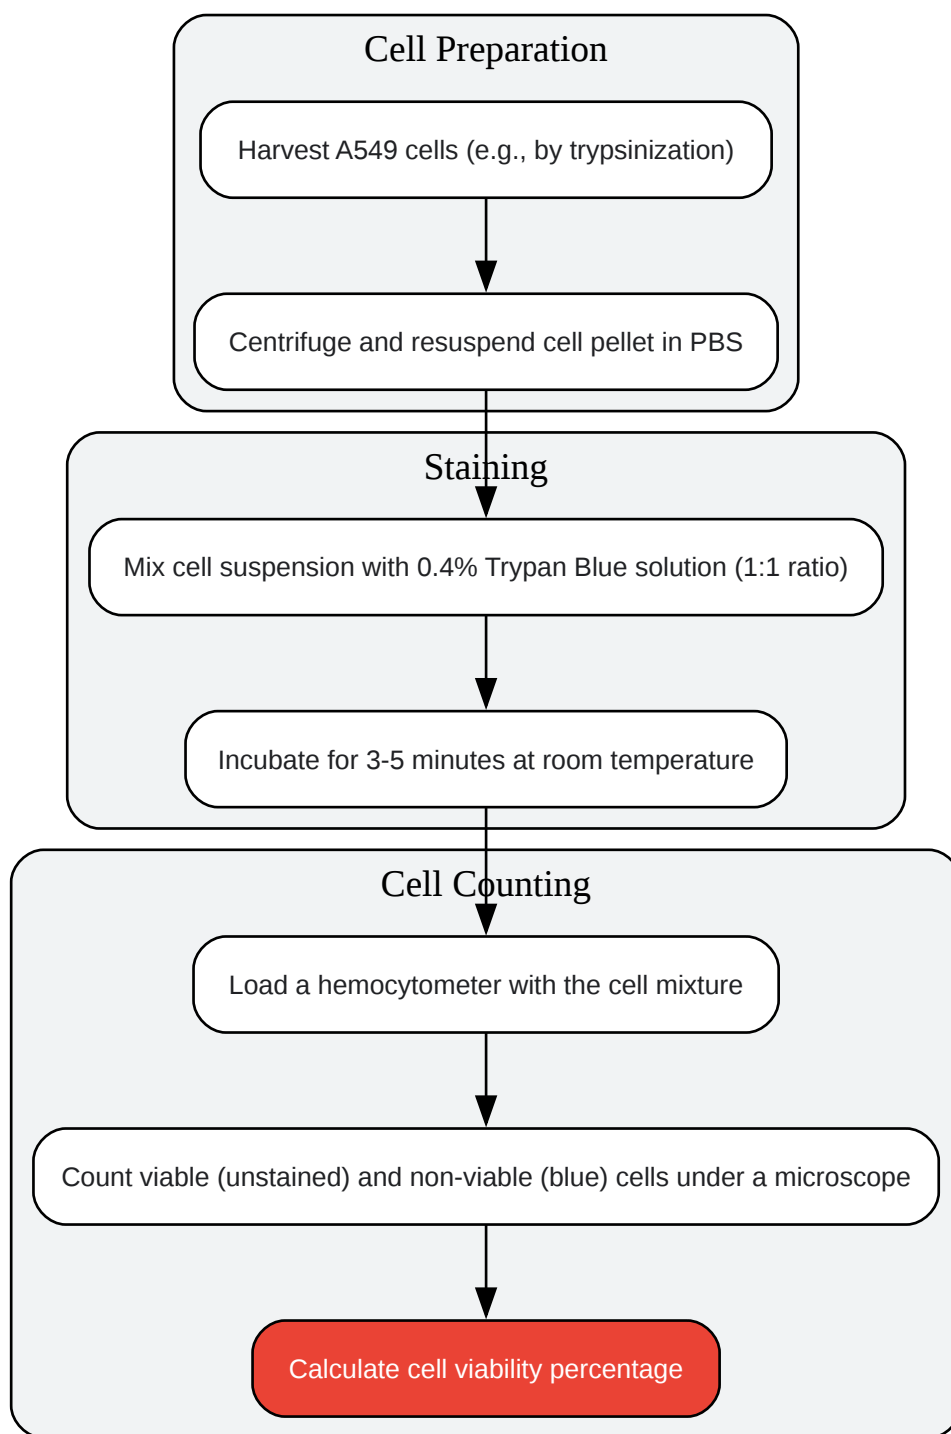 Cell Preparation
Harvest A549 cells (e.g., by trypsinization)
Centrifuge and resuspend cell pellet in PBS
Staining
Mix cell suspension with 0.4% Trypan Blue solution (1:1 ratio)
Incubate for 3-5 minutes at room temperature
Cell Counting
Load a hemocytometer with the cell mixture
Count viable (unstained) and non-viable (blue) cells under a microscope
Calculate cell viability percentage